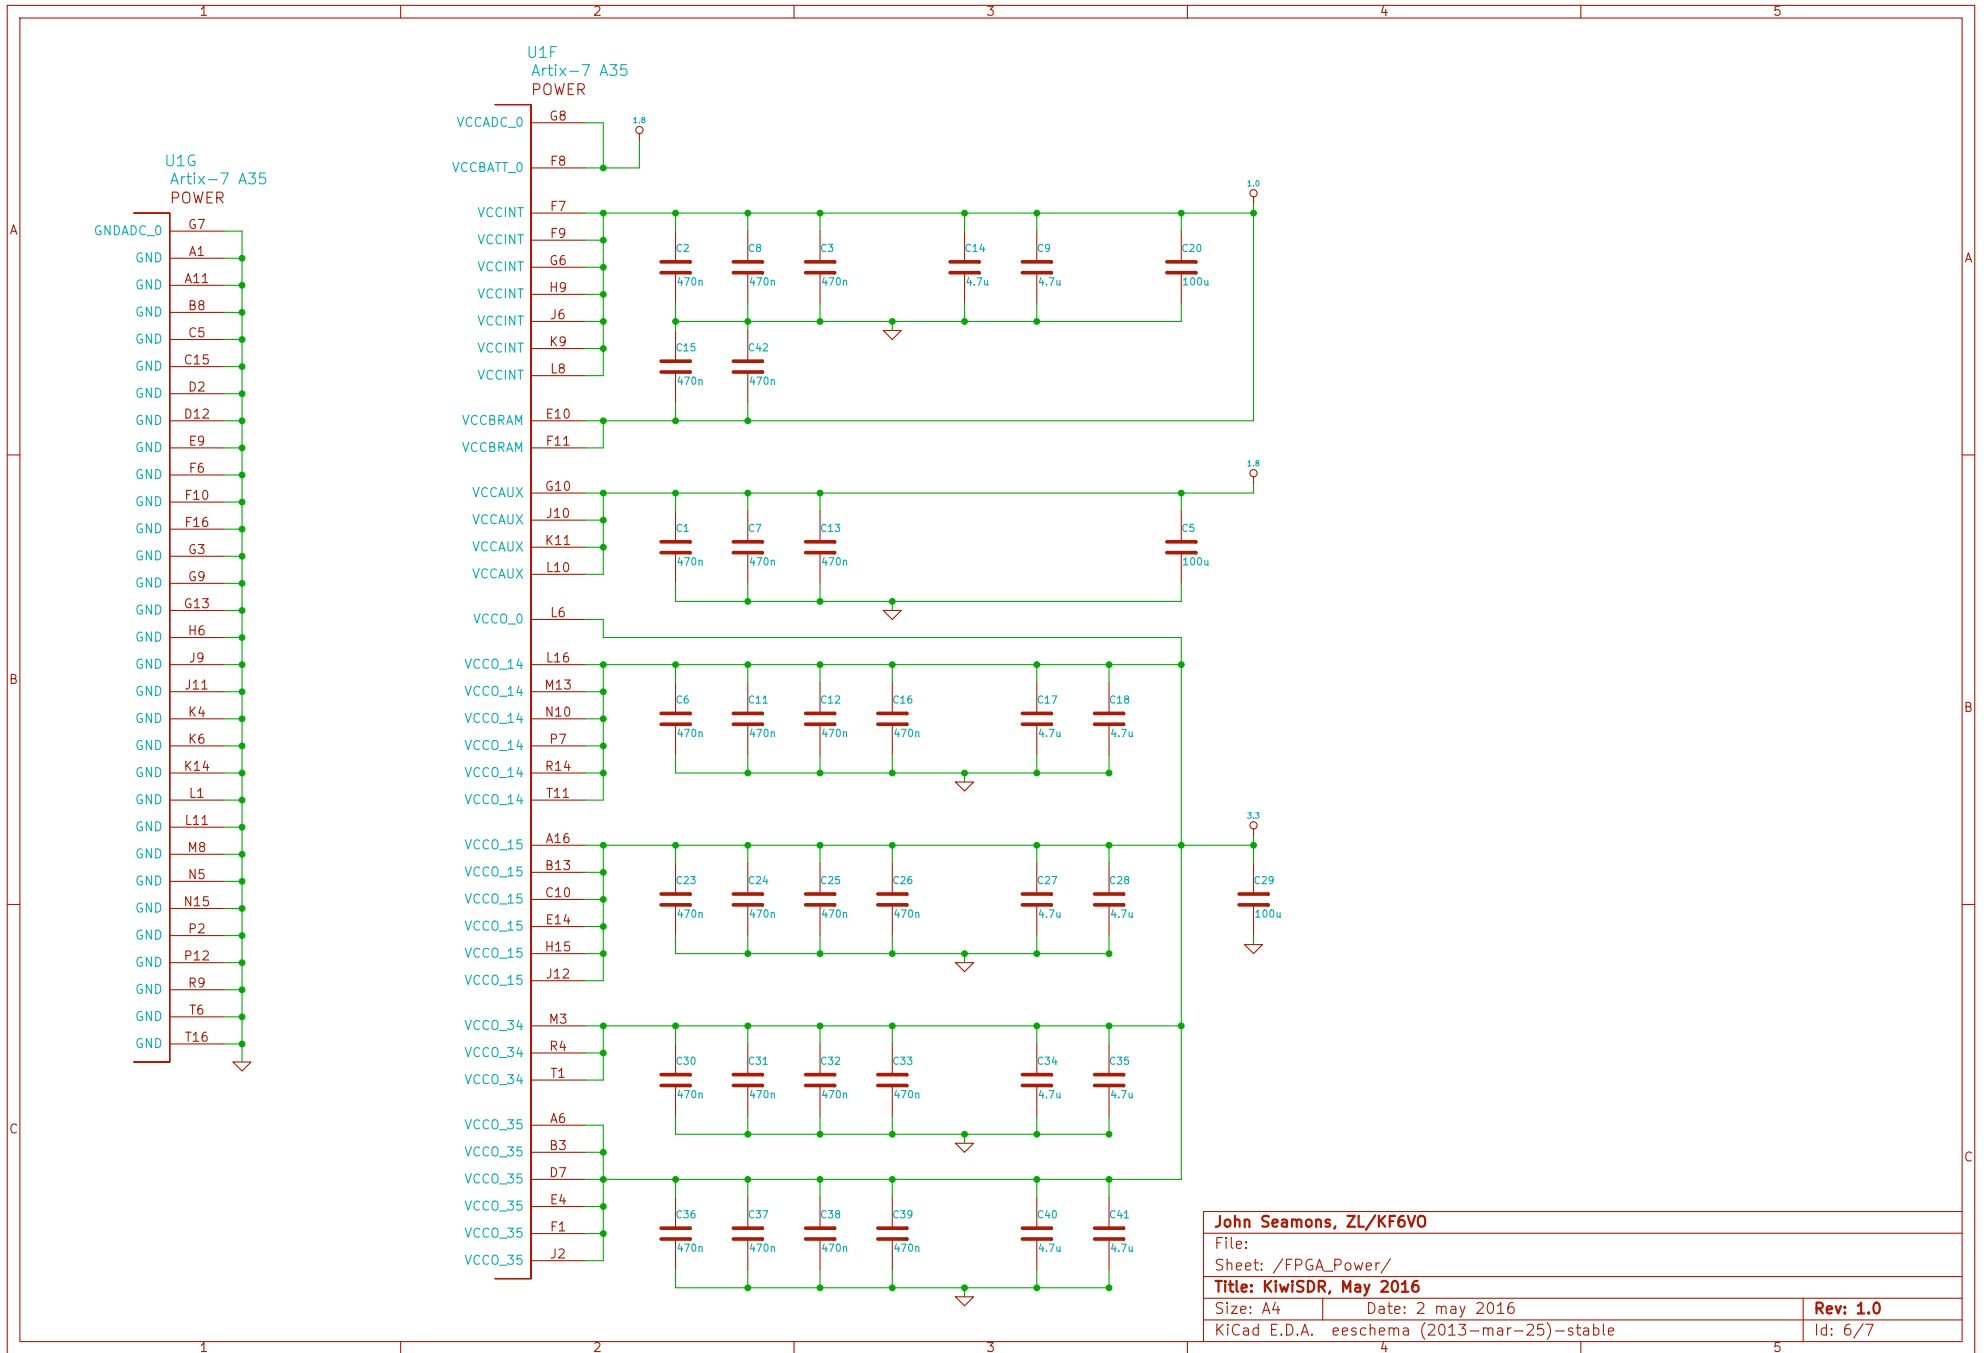 1 2 3 4 5
U1F
Artix-7 A35
POWER
VCCADC_0 G8
1.8
VCCBATT_0 F8
U1G
Artix-7 A35
POWER
GNDADC_0 G7
GND A1
GND A11
GND B8
GND C5
GND C15
GND D2
GND D12
GND E9
GND F6
GND F10
GND F16
GND G3
GND G9
GND G13
GND H6
GND J9
GND J11
GND K4
GND K6
GND K14
GND L1
GND L11
GND M8
GND N5
GND N15
GND P2
GND P12
GND R9
GND T6
GND T16
1.0
VCCINT F7
VCCINT F9
VCCINT G6
VCCINT H9
VCCINT J6
VCCINT K9
VCCINT L8
C2 C8 C3 C14 C9 C20
470n 470n 470n 4.7u 4.7u 100u
C15 C42
470n 470n
VCCBRAM E10
VCCBRAM F11
1.8
VCCAUX G10
VCCAUX J10
VCCAUX K11
VCCAUX L10
C1 C7 C13 C5
470n 470n 470n 100u
VCCO_0 L6
VCCO_14 L16
VCCO_14 M13
VCCO_14 N10
VCCO_14 P7
VCCO_14 R14
VCCO_14 T11
C6 C11 C12 C16 C17 C18
470n 470n 470n 470n 4.7u 4.7u
3.3
VCCO_15 A16
VCCO_15 B13
VCCO_15 C10
VCCO_15 E14
VCCO_15 H15
VCCO_15 J12
C23 C24 C25 C26 C27 C28 C29
470n 470n 470n 470n 4.7u 4.7u 100u
VCCO_34 M3
VCCO_34 R4
VCCO_34 T1
C30 C31 C32 C33 C34 C35
470n 470n 470n 470n 4.7u 4.7u
VCCO_35 A6
VCCO_35 B3
VCCO_35 D7
VCCO_35 E4
VCCO_35 F1
VCCO_35 J2
C36 C37 C38 C39 C40 C41
470n 470n 470n 470n 4.7u 4.7u
A A
B B
C C
John Seamons, ZL/KF6VO
File:
Sheet: /FPGA_Power/
Title: KiwiSDR, May 2016
Size: A4 Date: 2 may 2016 Rev: 1.0
KiCad E.D.A. eeschema (2013-mar-25)-stable Id: 6/7
1 2 3 4 5